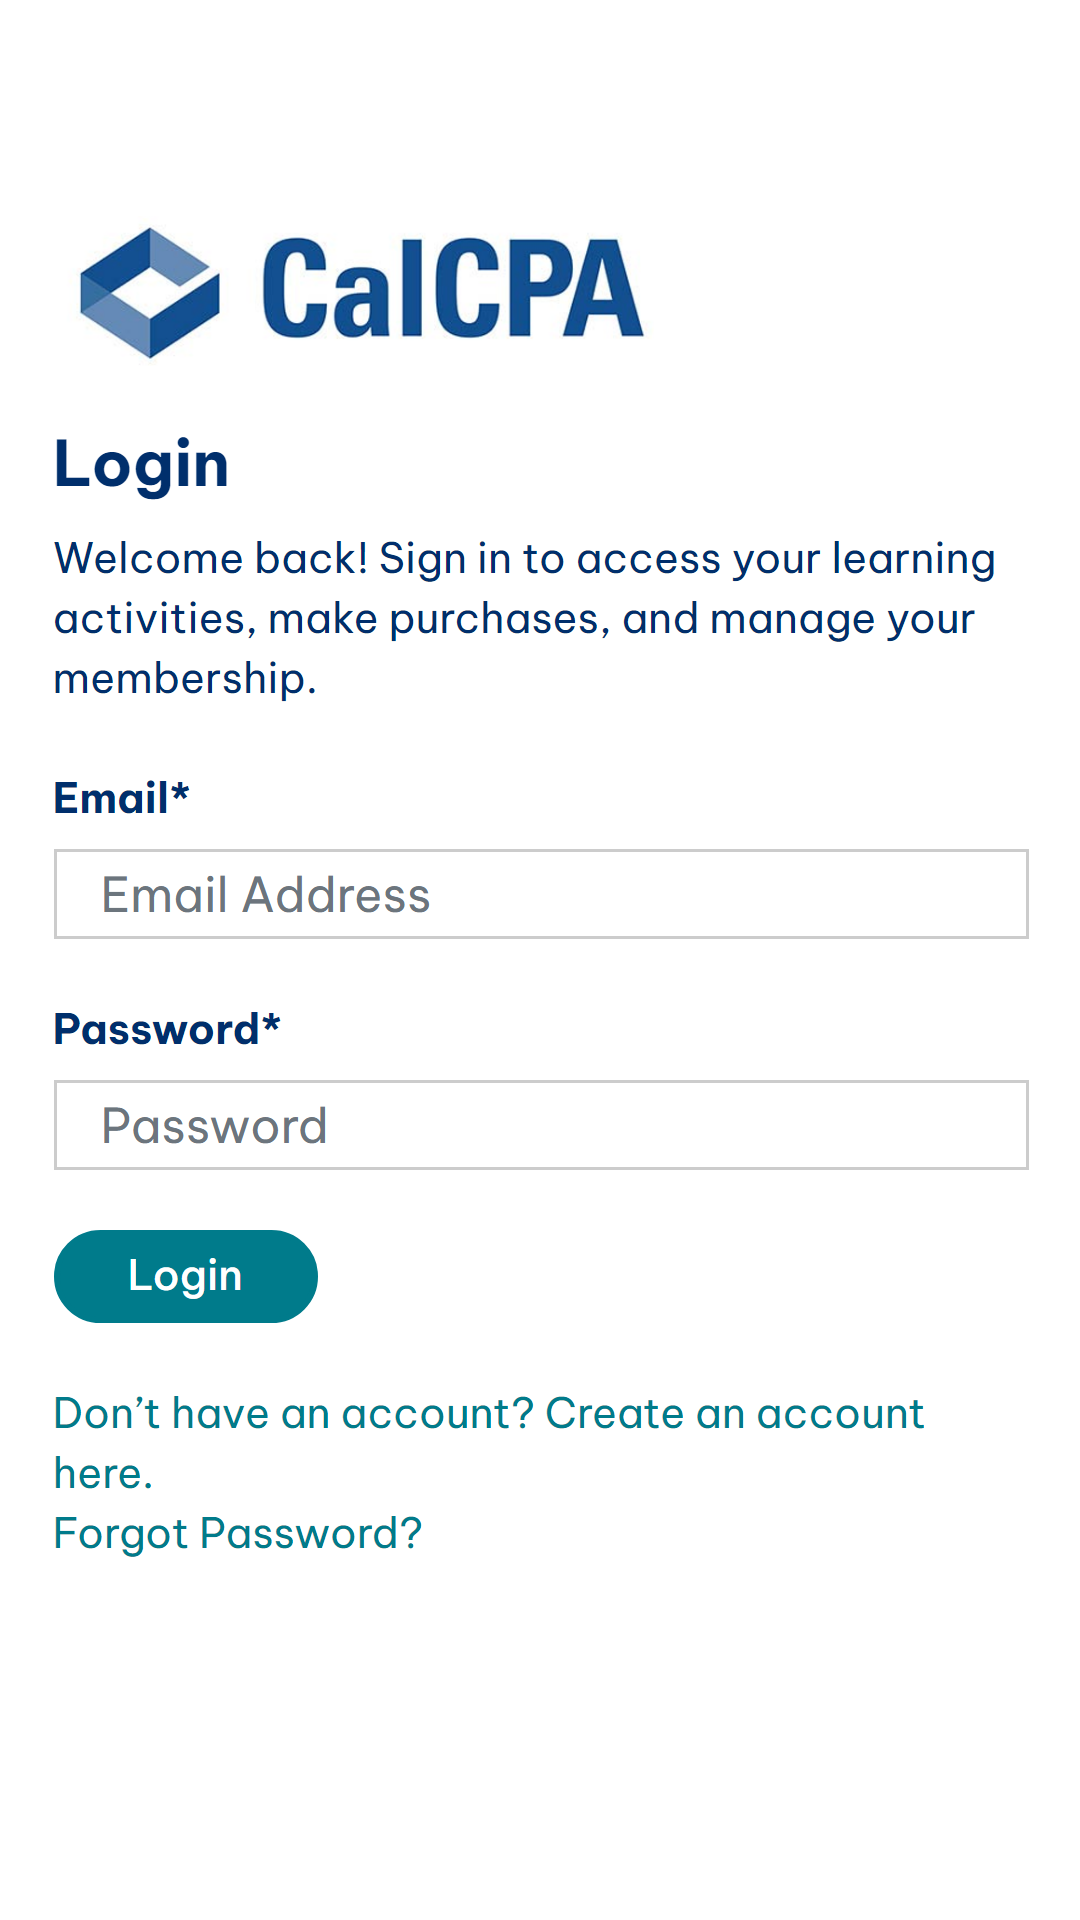 CalCPA
Login
Welcome back! Sign in to access your learning
activities, make purchases, and manage your
membership.
Email*
Email Address
Password*
Password
Login
Don’t have an account? Create an account
here.
Forgot Password?